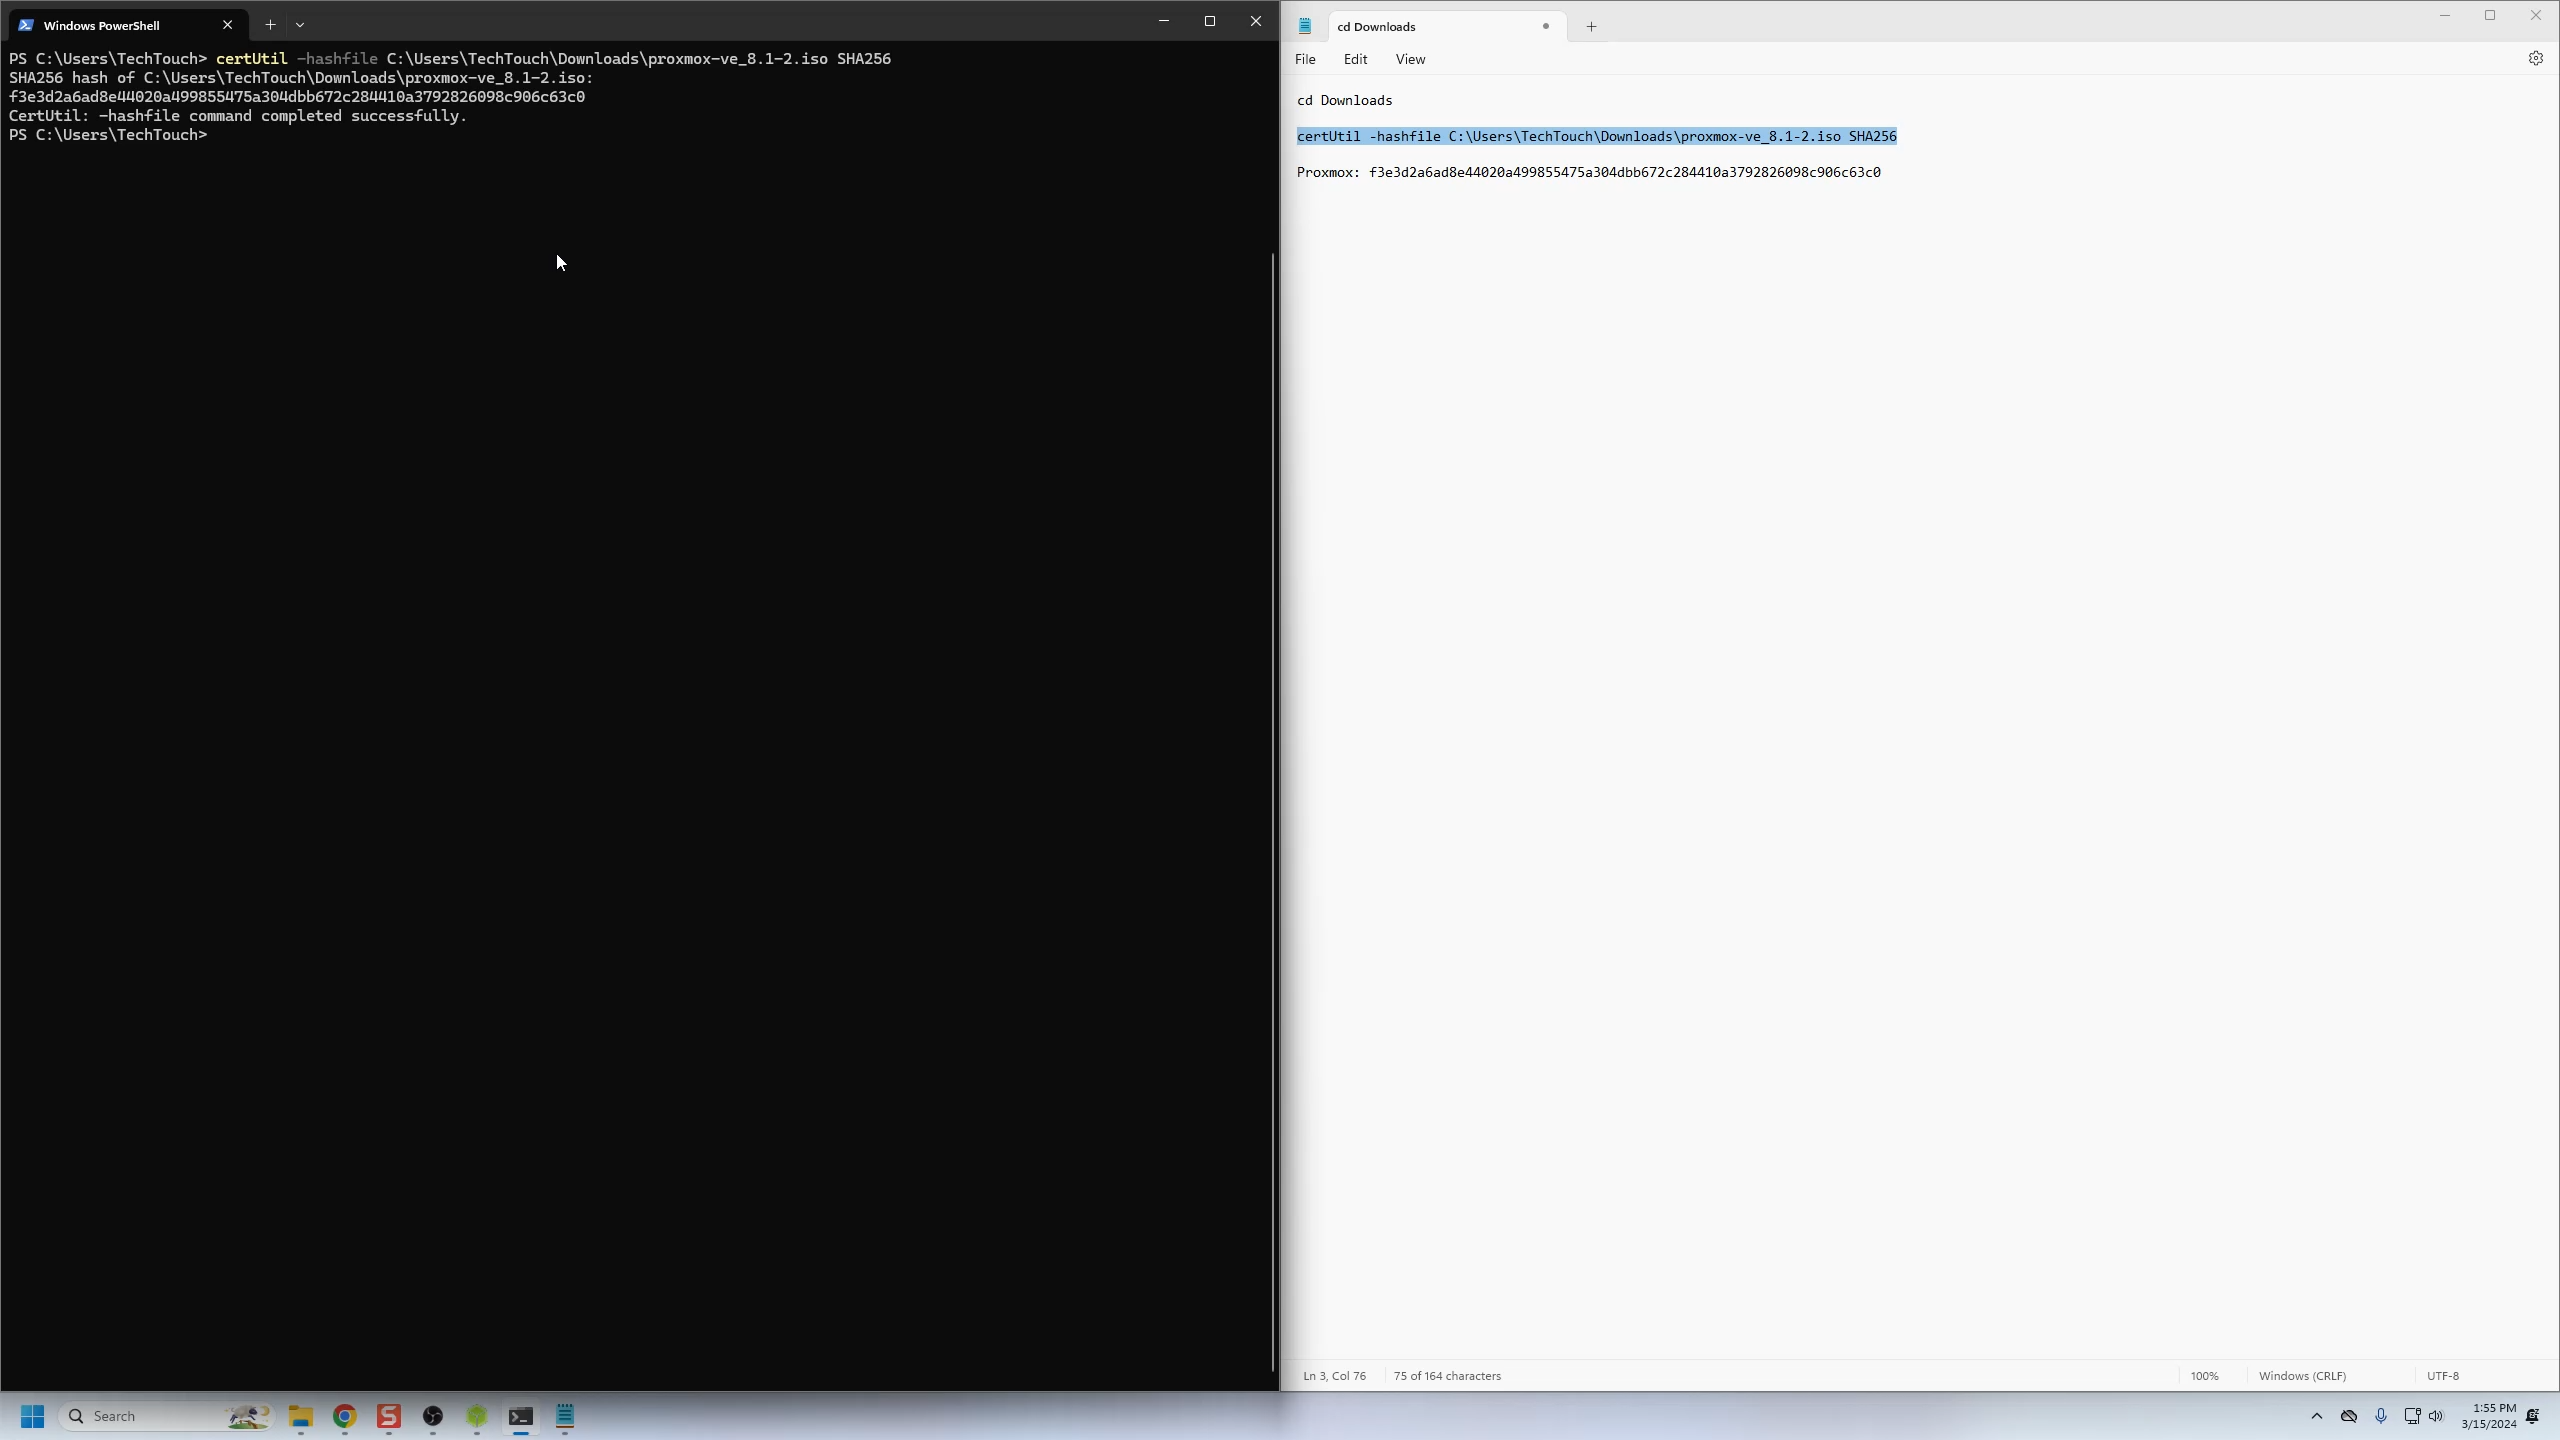 Windows PowerShell
PS C:\Users\TechTouch> certUtil -hashfile C:\Users\TechTouch\Downloads\proxmox-ve_8.1-2.iso SHA256
SHA256 hash of C:\Users\TechTouch\Downloads\proxmox-ve_8.1-2.iso:
f3e3d2a6ad8e44020a499855475a304dbb672c284410a3792826098c906c63c0
CertUtil: -hashfile command completed successfully.
PS C:\Users\TechTouch>
cd Downloads
File Edit View
cd Downloads
certUtil -hashfile C:\Users\TechTouch\Downloads\proxmox-ve_8.1-2.iso SHA256
Proxmox: f3e3d2a6ad8e44020a499855475a304dbb672c284410a3792826098c906c63c0
Ln 3, Col 76 75 of 164 characters 100% Windows (CRLF) UTF-8
Search
S
1:55 PM
3/15/2024